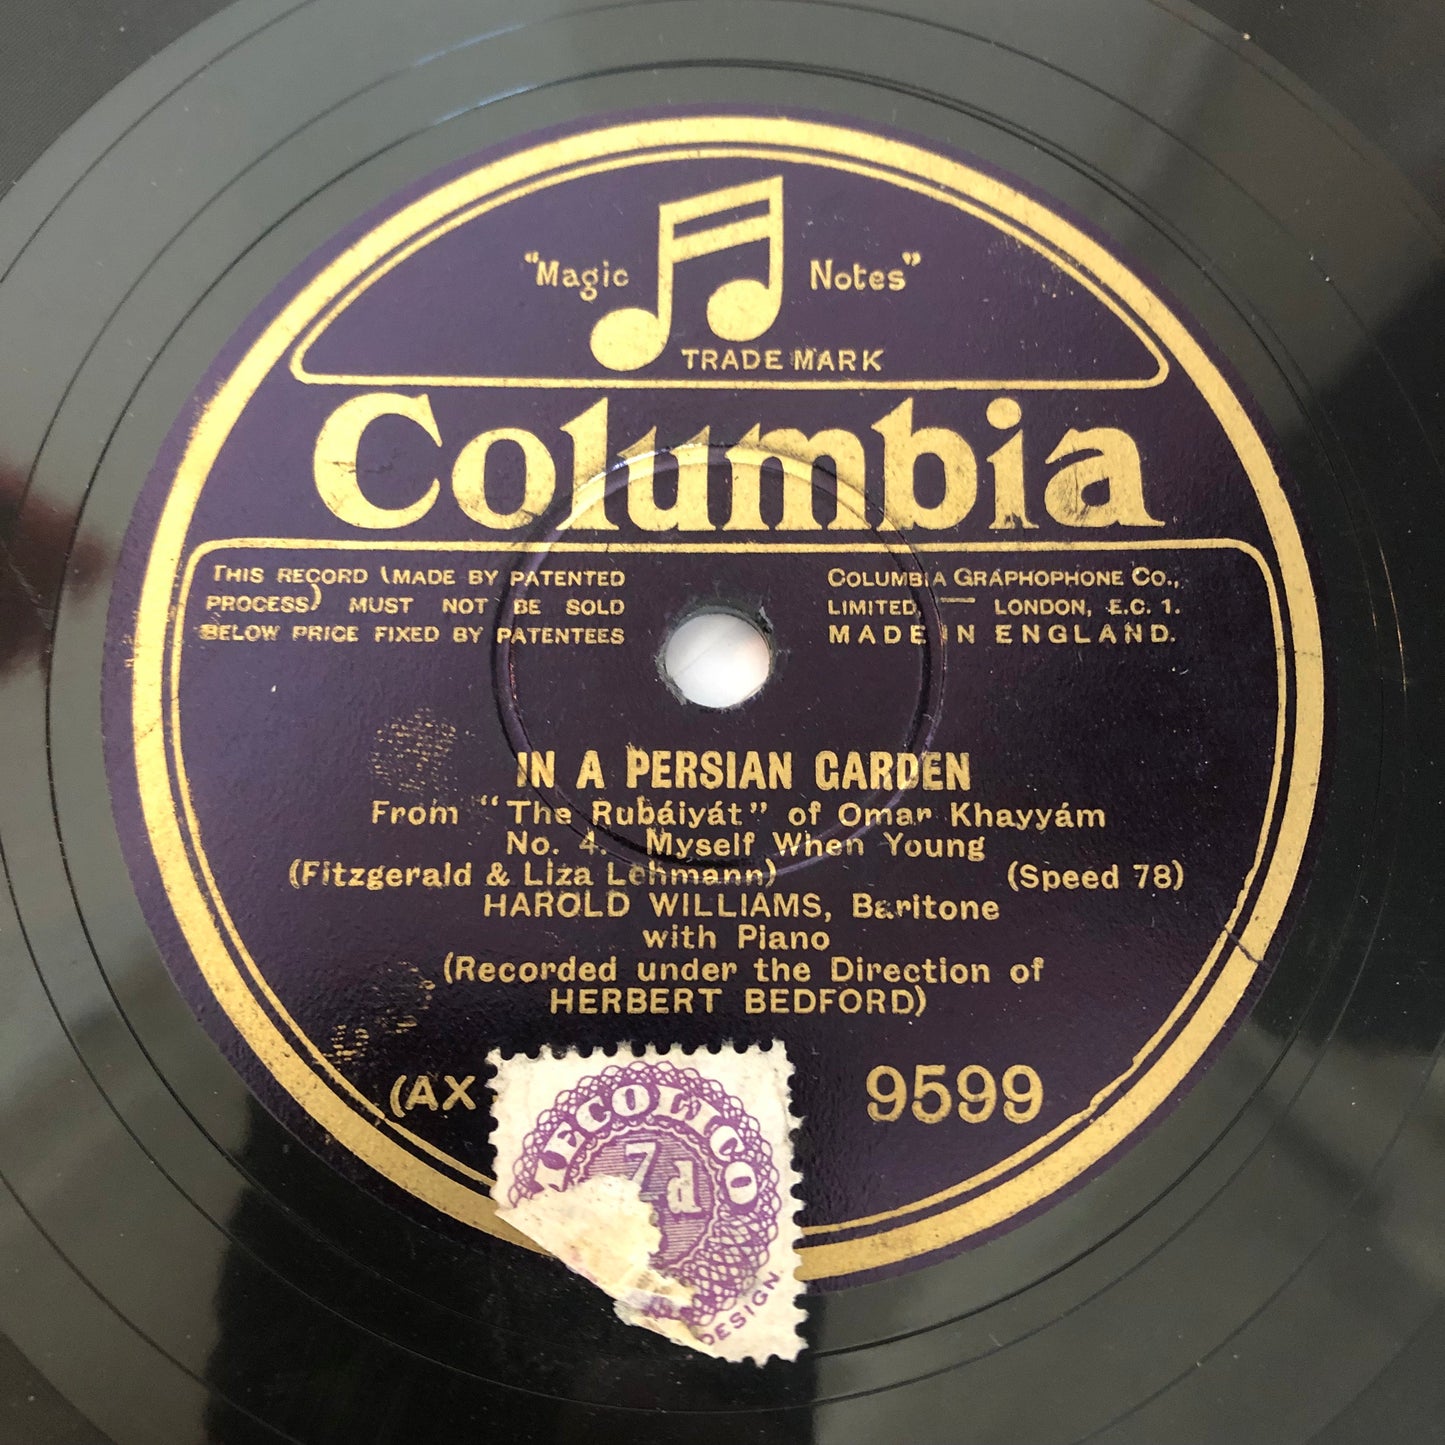 "Magic Notes"
TRADE MARK
Columbia
THIS RECORD (MADE BY PATENTED
PROCESS) MUST NOT BE SOLD
BELOW PRICE FIXED BY PATENTEES
COLUMBIA GRAPHOPHONE CO.,
LIMITED, — LONDON, E.C. 1.
MADE IN ENGLAND.
IN A PERSIAN GARDEN
From "The Rubáiyát" of Omar Khayyám
No. 4. Myself When Young
(Fitzgerald & Liza Lehmann) (Speed 78)
HAROLD WILLIAMS, Baritone
with Piano
(Recorded under the Direction of
HERBERT BEDFORD)
(AX
9599
MECOLICO
7d
DESIGN